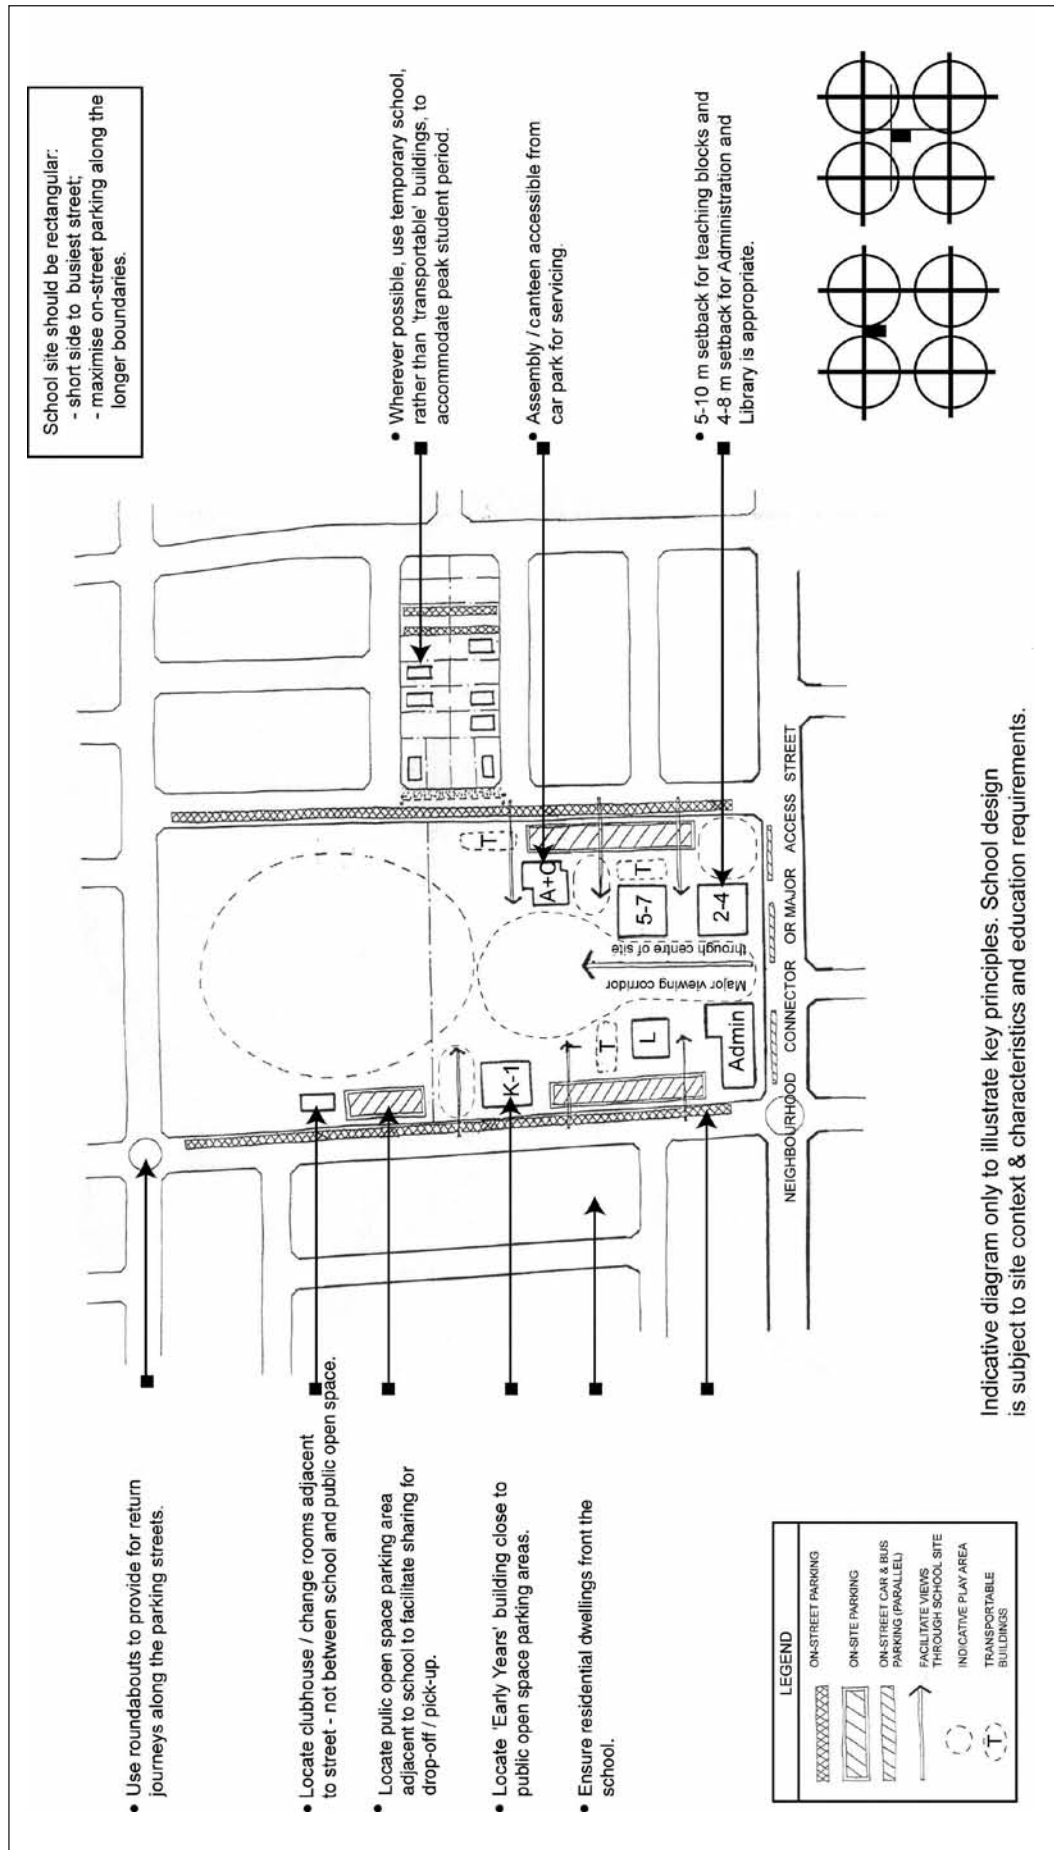 School site should be rectangular:
- short side to busiest street;
- maximise on-street parking along the
longer boundaries.
• Use roundabouts to provide for return
journeys along the parking streets.
• Locate clubhouse / change rooms adjacent
to street - not between school and public open space.
• Locate pulic open space parking area
adjacent to school to facilitate sharing for
drop-off / pick-up.
• Locate 'Early Years' building close to
public open space parking areas.
• Ensure residential dwellings front the
school.
• Wherever possible, use temporary school,
rather than 'transportable' buildings, to
accommodate peak student period.
• Assembly / canteen accessible from
car park for servicing.
• 5-10 m setback for teaching blocks and
4-8 m setback for Administration and
Library is appropriate.
T
A+C
K-1
T
5-7
T
L
2-4
Admin
Major viewing corridor
through centre of site
NEIGHBOURHOOD CONNECTOR OR MAJOR ACCESS STREET
LEGEND
ON-STREET PARKING
ON-SITE PARKING
ON-STREET CAR & BUS
PARKING (PARALLEL)
FACILITATE VIEWS
THROUGH SCHOOL SITE
INDICATIVE PLAY AREA
T
TRANSPORTABLE
BUILDINGS
Indicative diagram only to illustrate key principles. School design
is subject to site context & characteristics and education requirements.